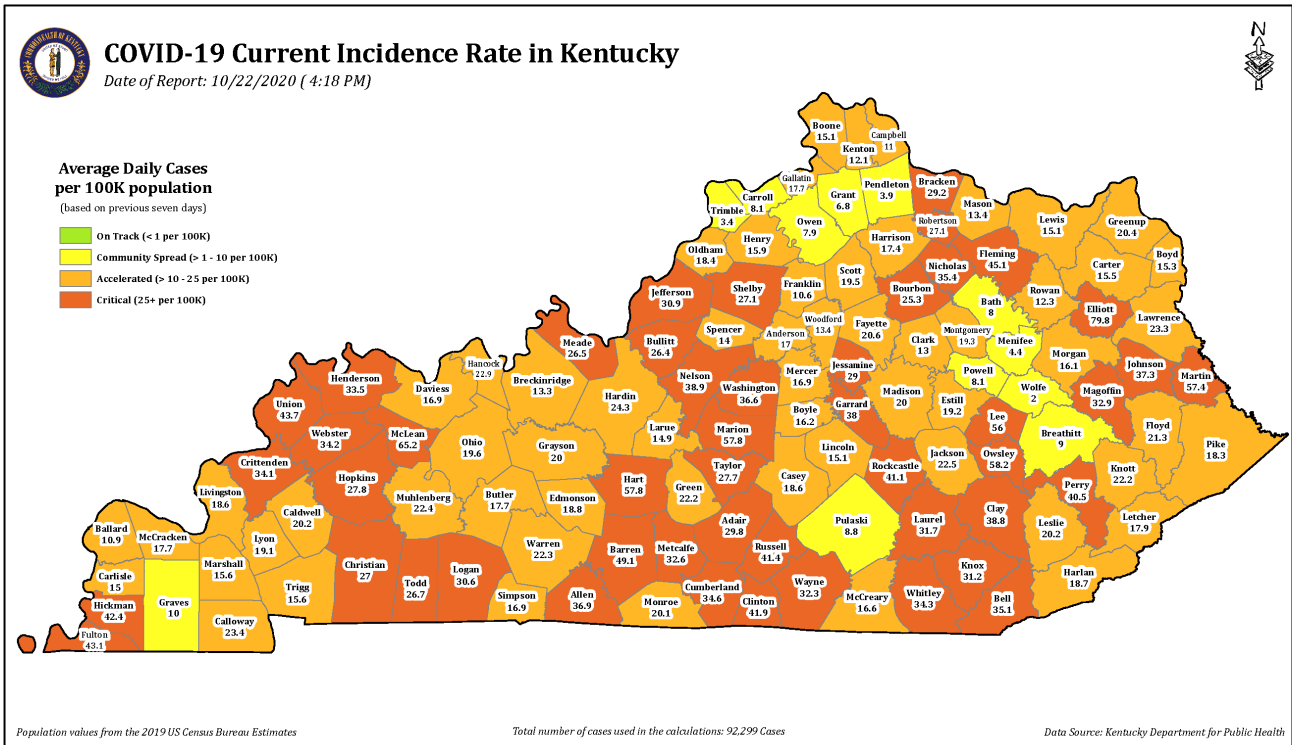 COVID-19 Current Incidence Rate in Kentucky
Date of Report: 10/22/2020 ( 4:18 PM)
N
Average Daily Cases
per 100K population
(based on previous seven days)
On Track (< 1 per 100K)
Community Spread (> 1 - 10 per 100K)
Accelerated (> 10 - 25 per 100K)
Critical (25+ per 100K)
Boone
15.1
Kenton
12.1
Campbell
11
Gallatin
17.7
Carroll
8.1
Trimble
3.4
Grant
6.8
Pendleton
3.9
Bracken
29.2
Owen
7.9
Robertson
27.1
Mason
13.4
Lewis
15.1
Greenup
20.4
Boyd
15.3
Carter
15.5
Henry
15.9
Oldham
18.4
Harrison
17.4
Fleming
45.1
Nicholas
35.4
Rowan
12.3
Elliott
79.8
Lawrence
23.3
Jefferson
30.9
Shelby
27.1
Franklin
10.6
Scott
19.5
Bourbon
25.3
Bath
8
Spencer
14
Anderson
17
Woodford
13.4
Fayette
20.6
Clark
13
Montgomery
19.3
Menifee
4.4
Morgan
16.1
Johnson
37.3
Martin
57.4
Meade
26.5
Bullitt
26.4
Nelson
38.9
Washington
36.6
Mercer
16.9
Jessamine
29
Powell
8.1
Wolfe
2
Magoffin
32.9
Hancock
22.9
Henderson
33.5
Daviess
16.9
Breckinridge
13.3
Hardin
24.3
Larue
14.9
Marion
57.8
Boyle
16.2
Garrard
38
Madison
20
Estill
19.2
Lee
56
Breathitt
9
Floyd
21.3
Pike
18.3
Union
43.7
Webster
34.2
McLean
65.2
Ohio
19.6
Grayson
20
Lincoln
15.1
Rockcastle
41.1
Jackson
22.5
Owsley
58.2
Knott
22.2
Perry
40.5
Crittenden
34.1
Hopkins
27.8
Hart
57.8
Green
22.2
Taylor
27.7
Casey
18.6
Livingston
18.6
Caldwell
20.2
Muhlenberg
22.4
Butler
17.7
Edmonson
18.8
Adair
29.8
Pulaski
8.8
Laurel
31.7
Clay
38.8
Leslie
20.2
Letcher
17.9
Ballard
10.9
McCracken
17.7
Lyon
19.1
Warren
22.3
Barren
49.1
Metcalfe
32.6
Russell
41.4
Knox
31.2
Harlan
18.7
Carlisle
15
Marshall
15.6
Trigg
15.6
Christian
27
Todd
26.7
Logan
30.6
Simpson
16.9
Allen
36.9
Monroe
20.1
Cumberland
34.6
Clinton
41.9
Wayne
32.3
McCreary
16.6
Whitley
34.3
Bell
35.1
Hickman
42.4
Graves
10
Calloway
23.4
Fulton
43.1
Population values from the 2019 US Census Bureau Estimates
Total number of cases used in the calculations: 92,299 Cases
Data Source: Kentucky Department for Public Health